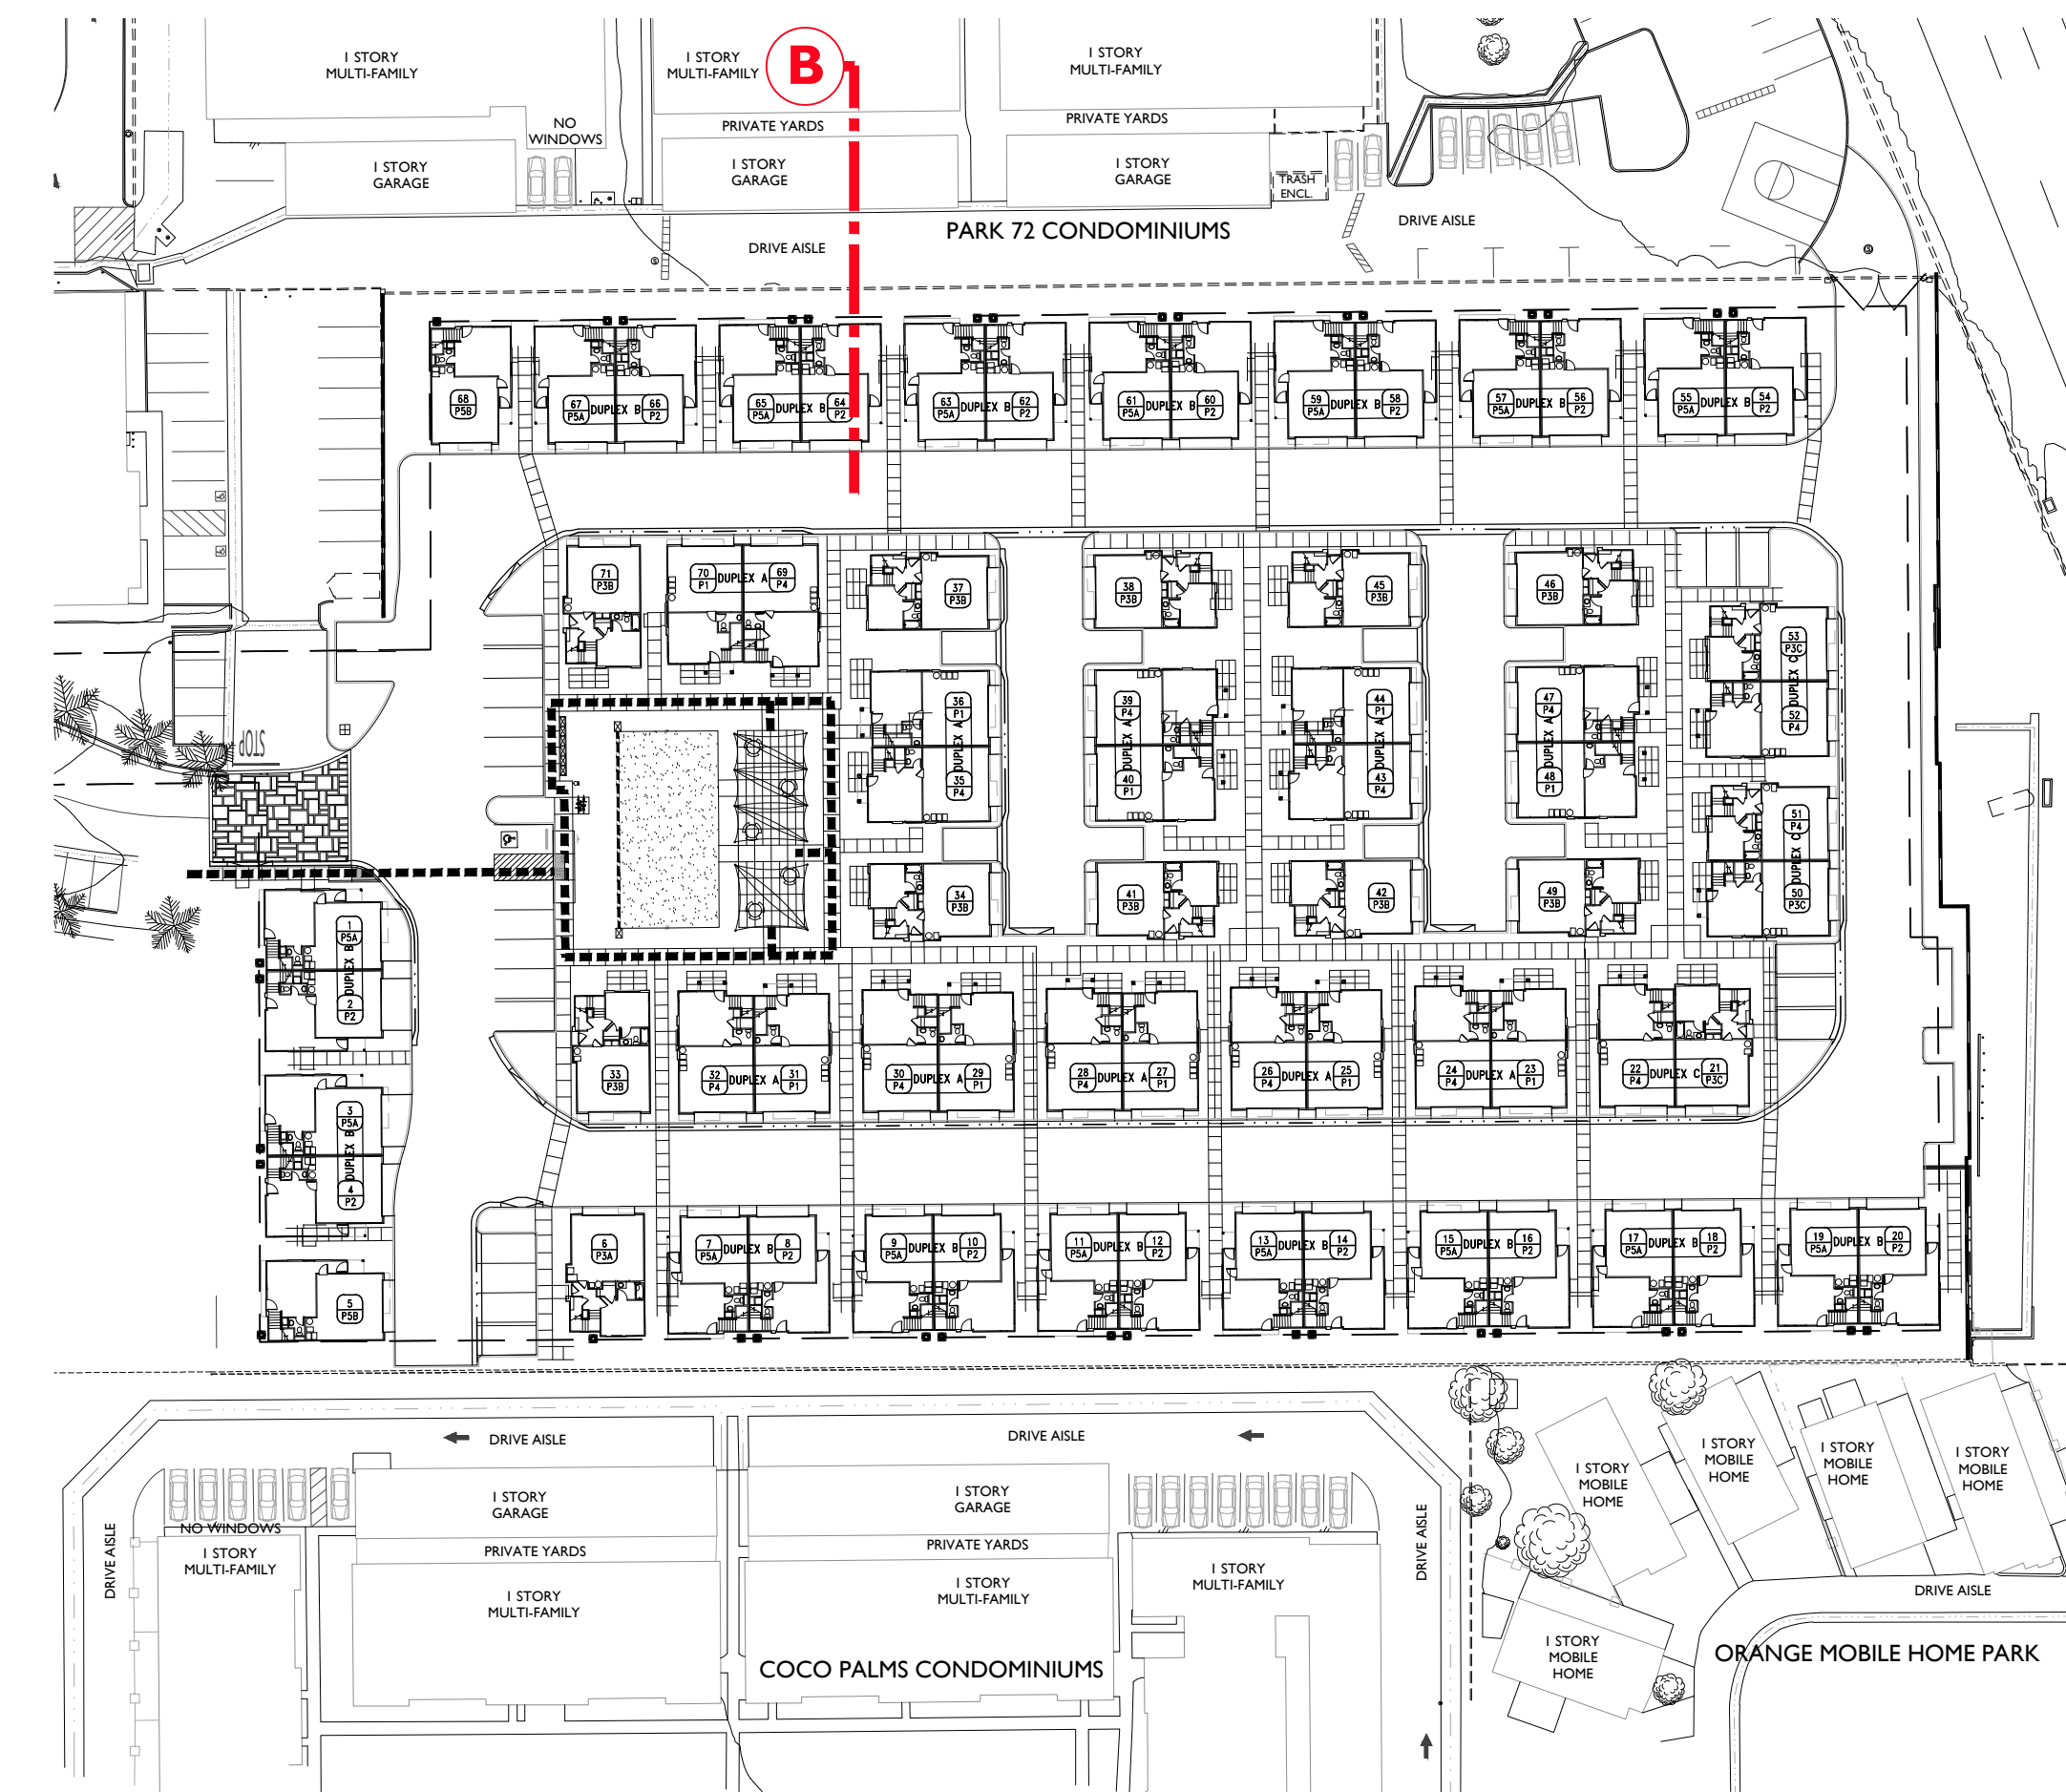 1 STORY
MULTI-FAMILY
1 STORY
MULTI-FAMILY
B
1 STORY
MULTI-FAMILY
NO
WINDOWS
PRIVATE YARDS
PRIVATE YARDS
1 STORY
GARAGE
1 STORY
GARAGE
1 STORY
GARAGE
TRASH
ENCL.
DRIVE AISLE
PARK 72 CONDOMINIUMS
DRIVE AISLE
68
P5B
67
P5A
DUPLEX B
66
P2
65
P5A
DUPLEX B
64
P2
63
P5A
DUPLEX B
62
P2
61
P5A
DUPLEX B
60
P2
59
P5A
DUPLEX B
58
P2
57
P5A
DUPLEX B
56
P2
55
P5A
DUPLEX B
54
P2
71
P3B
70
P1
DUPLEX A
69
P4
37
P3B
38
P3B
45
P3B
46
P3B
53
P3C
DUPLEX C
52
P4
36
P1
DUPLEX A
35
P4
39
P4
DUPLEX A
40
P1
44
P1
DUPLEX A
43
P4
47
P4
DUPLEX A
48
P1
STOP
51
P4
DUPLEX C
50
P3C
34
P3B
41
P3B
42
P3B
49
P3B
1
P5A
DUPLEX B
2
P2
33
P3B
32
P4
DUPLEX A
31
P1
30
P4
DUPLEX A
29
P1
28
P4
DUPLEX A
27
P1
26
P4
DUPLEX A
25
P1
24
P4
DUPLEX A
23
P1
22
P4
DUPLEX C
21
P3C
3
P5A
DUPLEX B
4
P2
5
P5B
6
P3A
7
P5A
DUPLEX B
8
P2
9
P5A
DUPLEX B
10
P2
11
P5A
DUPLEX B
12
P2
13
P5A
DUPLEX B
14
P2
15
P5A
DUPLEX B
16
P2
17
P5A
DUPLEX B
18
P2
19
P5A
DUPLEX B
20
P2
DRIVE AISLE
DRIVE AISLE
1 STORY
GARAGE
1 STORY
GARAGE
NO WINDOWS
DRIVE AISLE
1 STORY
MULTI-FAMILY
PRIVATE YARDS
PRIVATE YARDS
1 STORY
MULTI-FAMILY
1 STORY
MULTI-FAMILY
1 STORY
MULTI-FAMILY
DRIVE AISLE
COCO PALMS CONDOMINIUMS
1 STORY
MOBILE
HOME
1 STORY
MOBILE
HOME
1 STORY
MOBILE
HOME
1 STORY
MOBILE
HOME
DRIVE AISLE
1 STORY
MOBILE
HOME
ORANGE MOBILE HOME PARK